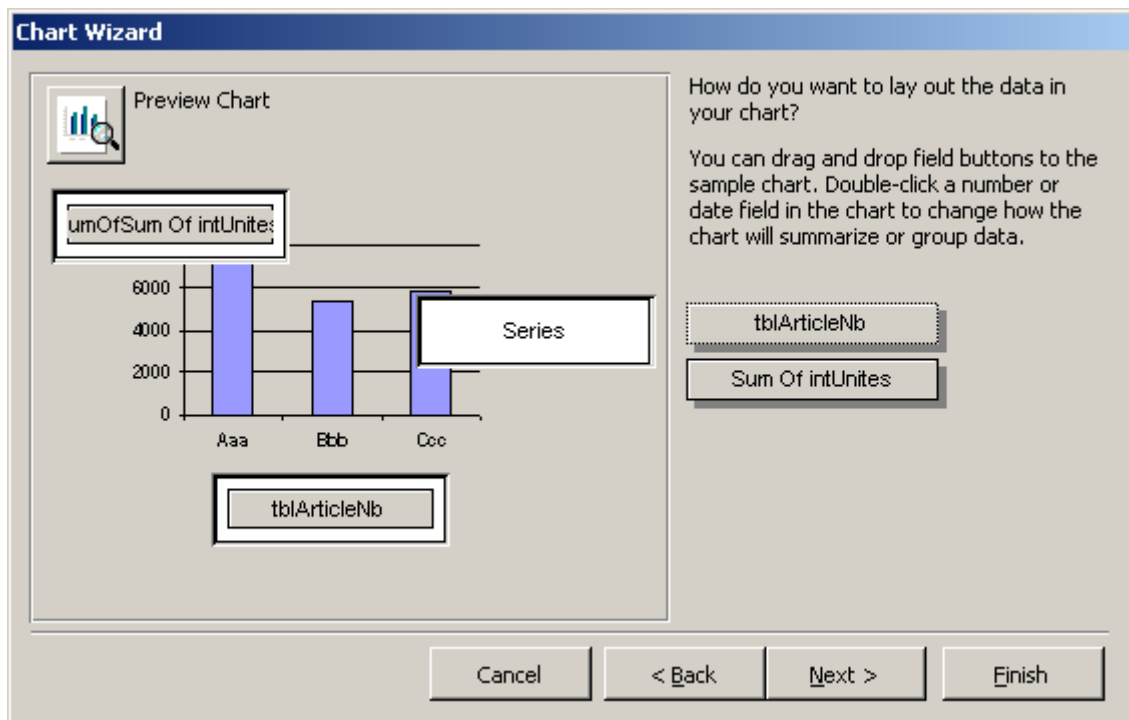 Chart Wizard
Preview Chart
umOfSum Of intUnites
6000
4000
2000
0
Aaa
Bbb
Ccc
Series
tblArticleNb
How do you want to lay out the data in
your chart?
You can drag and drop field buttons to the
sample chart. Double-click a number or
date field in the chart to change how the
chart will summarize or group data.
tblArticleNb
Sum Of intUnites
Cancel
< Back
Next >
Finish